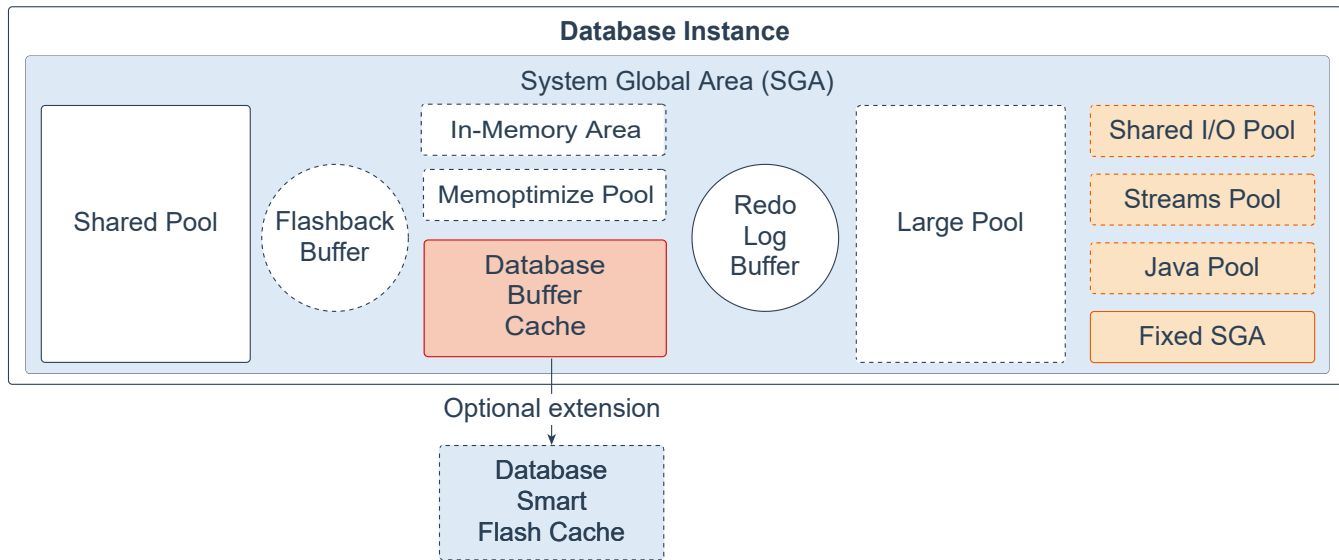 Database Instance
System Global Area (SGA)
Shared Pool
Flashback
Buffer
In-Memory Area
Memoptimize Pool
Database
Buffer
Cache
Redo
Log
Buffer
Large Pool
Shared I/O Pool
Streams Pool
Java Pool
Fixed SGA
Optional extension
Database
Smart
Flash Cache